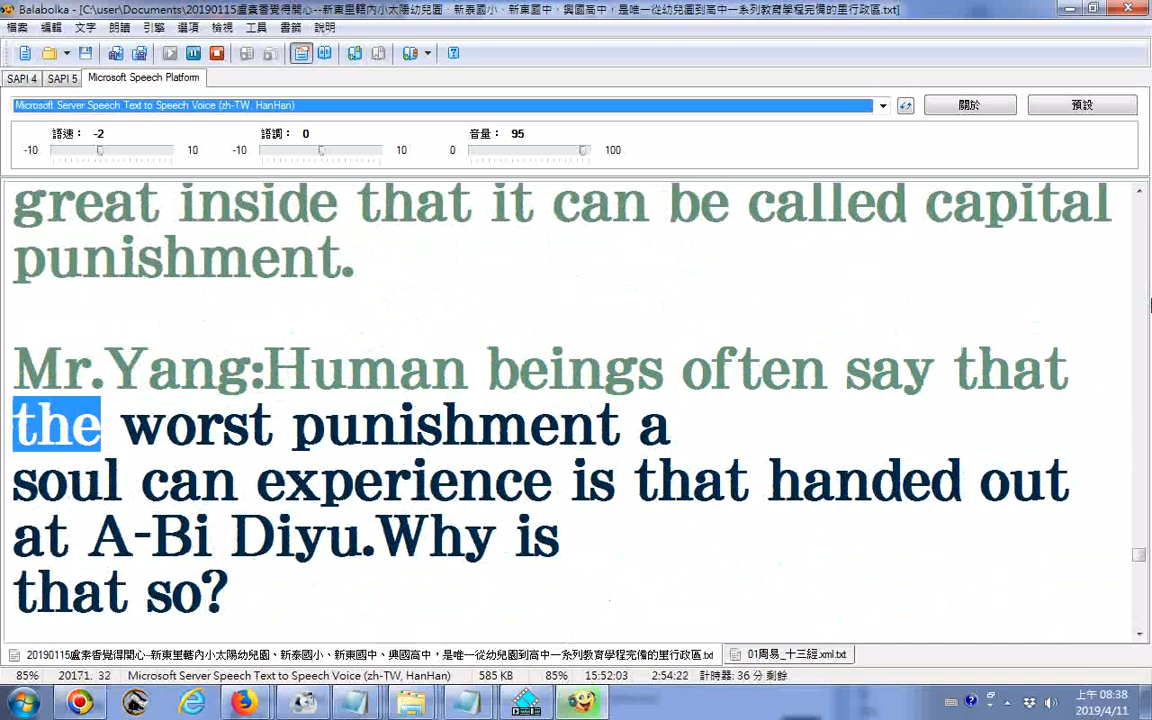 Balabolka - [C:\user\Documents\20190115盧素香覺得開心--新東里轄內小太陽幼兒園、新泰國小、新東國中、興國高中，是唯一從幼兒園到高中一系列教育學程完備的里行政區.txt]
檔案 編輯 文字 朗讀 引擎 選項 檢視 工具 書籤 說明
SAPI 4 SAPI 5 Microsoft Speech Platform
Microsoft Server Speech Text to Speech Voice (zh-TW, HanHan) 關於 預設
語速： -2 語調： 0 音量： 95
-10 10 -10 10 0 100
great inside that it can be called capital
punishment.
Mr.Yang:Human beings often say that
the worst punishment a
soul can experience is that handed out
at A-Bi Diyu.Why is
that so?
20190115盧素香覺得開心--新東里轄內小太陽幼兒園、新泰國小、新東國中、興國高中，是唯一從幼兒園到高中一系列教育學程完備的里行政區.txt 01周易_十三經.xml.txt
85% 20171. 32 Microsoft Server Speech Text to Speech Voice (zh-TW, HanHan) 585 KB 85% 15:52:03 2:54:22 計時器：36 分 剩餘
上午 08:38
2019/4/11